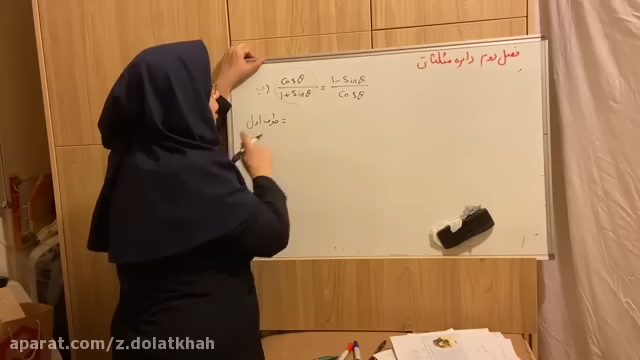 فصل دوم دایره مثلثاتی
ب) cosθ / 1 + sinθ = 1 - sinθ / cosθ
طرف اول =
aparat.com/z.dolatkhah